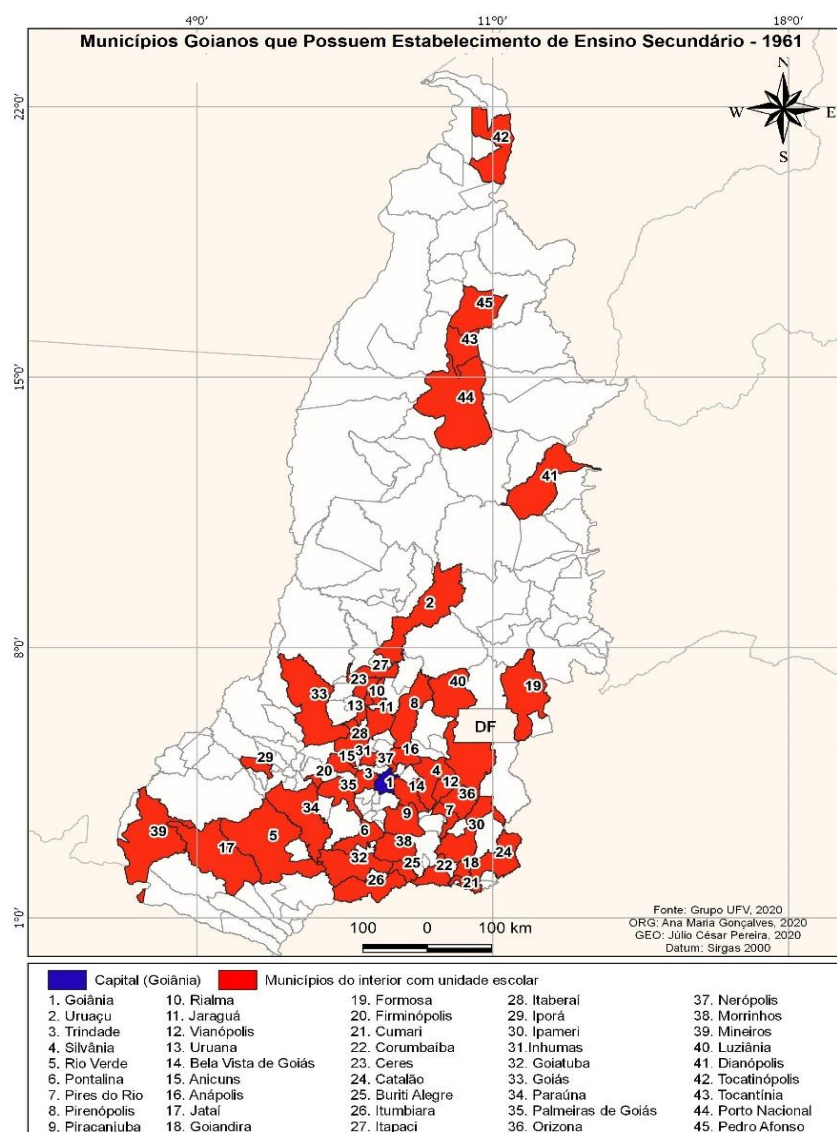 Municípios Goianos que Possuem Estabelecimento de Ensino Secundário - 1961
4°0' 11°0' 18°0'
22°0'
15°0'
8°0'
1°0'
N
W E
S
42
45
43
44
41
2
27
23
40
10
19
33
8
13
11
28
DF
31
16
15
37
29
20
3
4
1
12
35
14
36
34
9
7
6
30
39
5
38
17
32
24
25
22
18
26
21
Fonte: Grupo UFV, 2020
ORG: Ana Maria Gonçalves, 2020
GEO: Júlio César Pereira, 2020
Datum: Sirgas 2000
100 0 100 km
Capital (Goiânia) Municípios do interior com unidade escolar
1. Goiânia 10. Rialma 19. Formosa 28. Itaberaí 37. Nerópolis
2. Uruaçu 11. Jaraguá 20. Firminópolis 29. Iporá 38. Morrinhos
3. Trindade 12. Vianópolis 21. Cumari 30. Ipameri 39. Mineiros
4. Silvânia 13. Uruana 22. Corumbaíba 31.Inhumas 40. Luziânia
5. Rio Verde 14. Bela Vista de Goiás 23. Ceres 32. Goiatuba 41. Dianópolis
6. Pontalina 15. Anicuns 24. Catalão 33. Goiás 42. Tocatinópolis
7. Pires do Rio 16. Anápolis 25. Buriti Alegre 34. Paraúna 43. Tocantínia
8. Pirenópolis 17. Jataí 26. Itumbiara 35. Palmeiras de Goiás 44. Porto Nacional
9. Piracanjuba 18. Goiandira 27. Itapaci 36. Orizona 45. Pedro Afonso